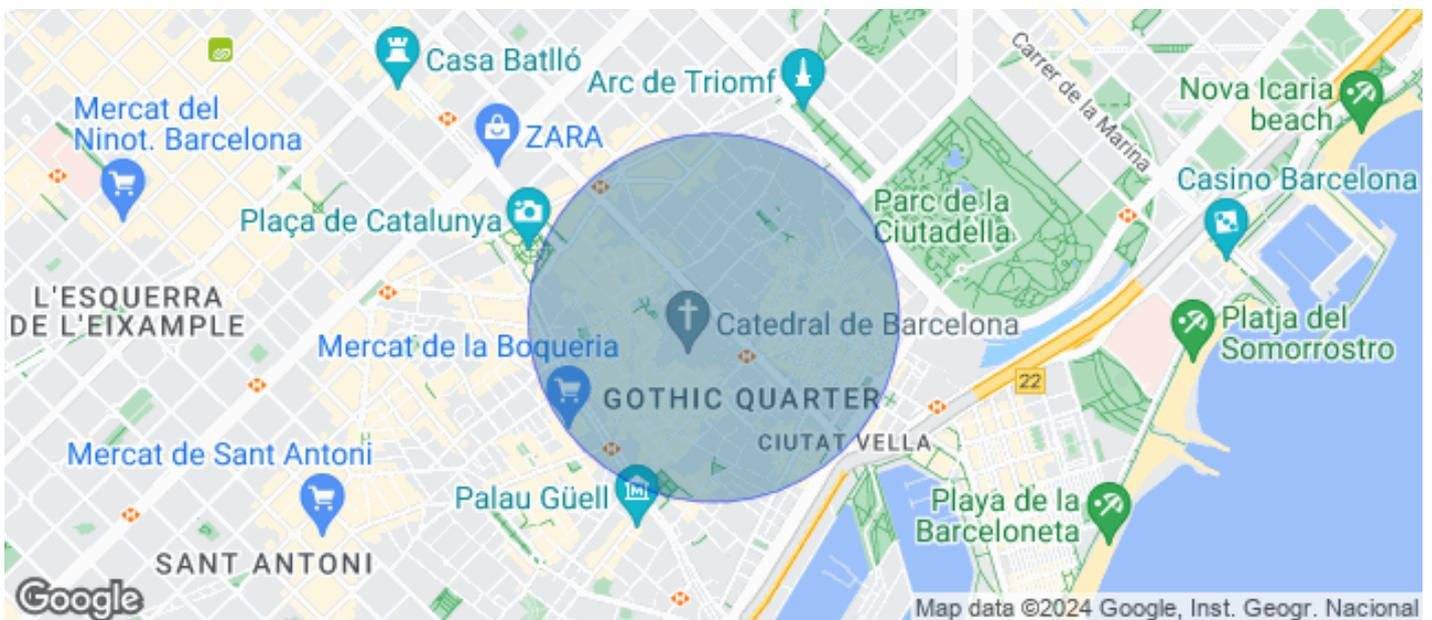 Casa Batlló
Arc de Triomf
Carrer de la Marina
Nova Icaria
beach
Mercat del
Ninot. Barcelona
ZARA
Casino Barcelona
Plaça de Catalunya
Parc de la
Ciutadella
L'ESQUERRA
DE L'EIXAMPLE
Catedral de Barcelona
Platja del
Somorrostro
Mercat de la Boqueria
22
GOTHIC QUARTER
CIUTAT VELLA
Mercat de Sant Antoni
Palau Güell
Playa de la
Barceloneta
SANT ANTONI
Google
Map data ©2024 Google, Inst. Geogr. Nacional